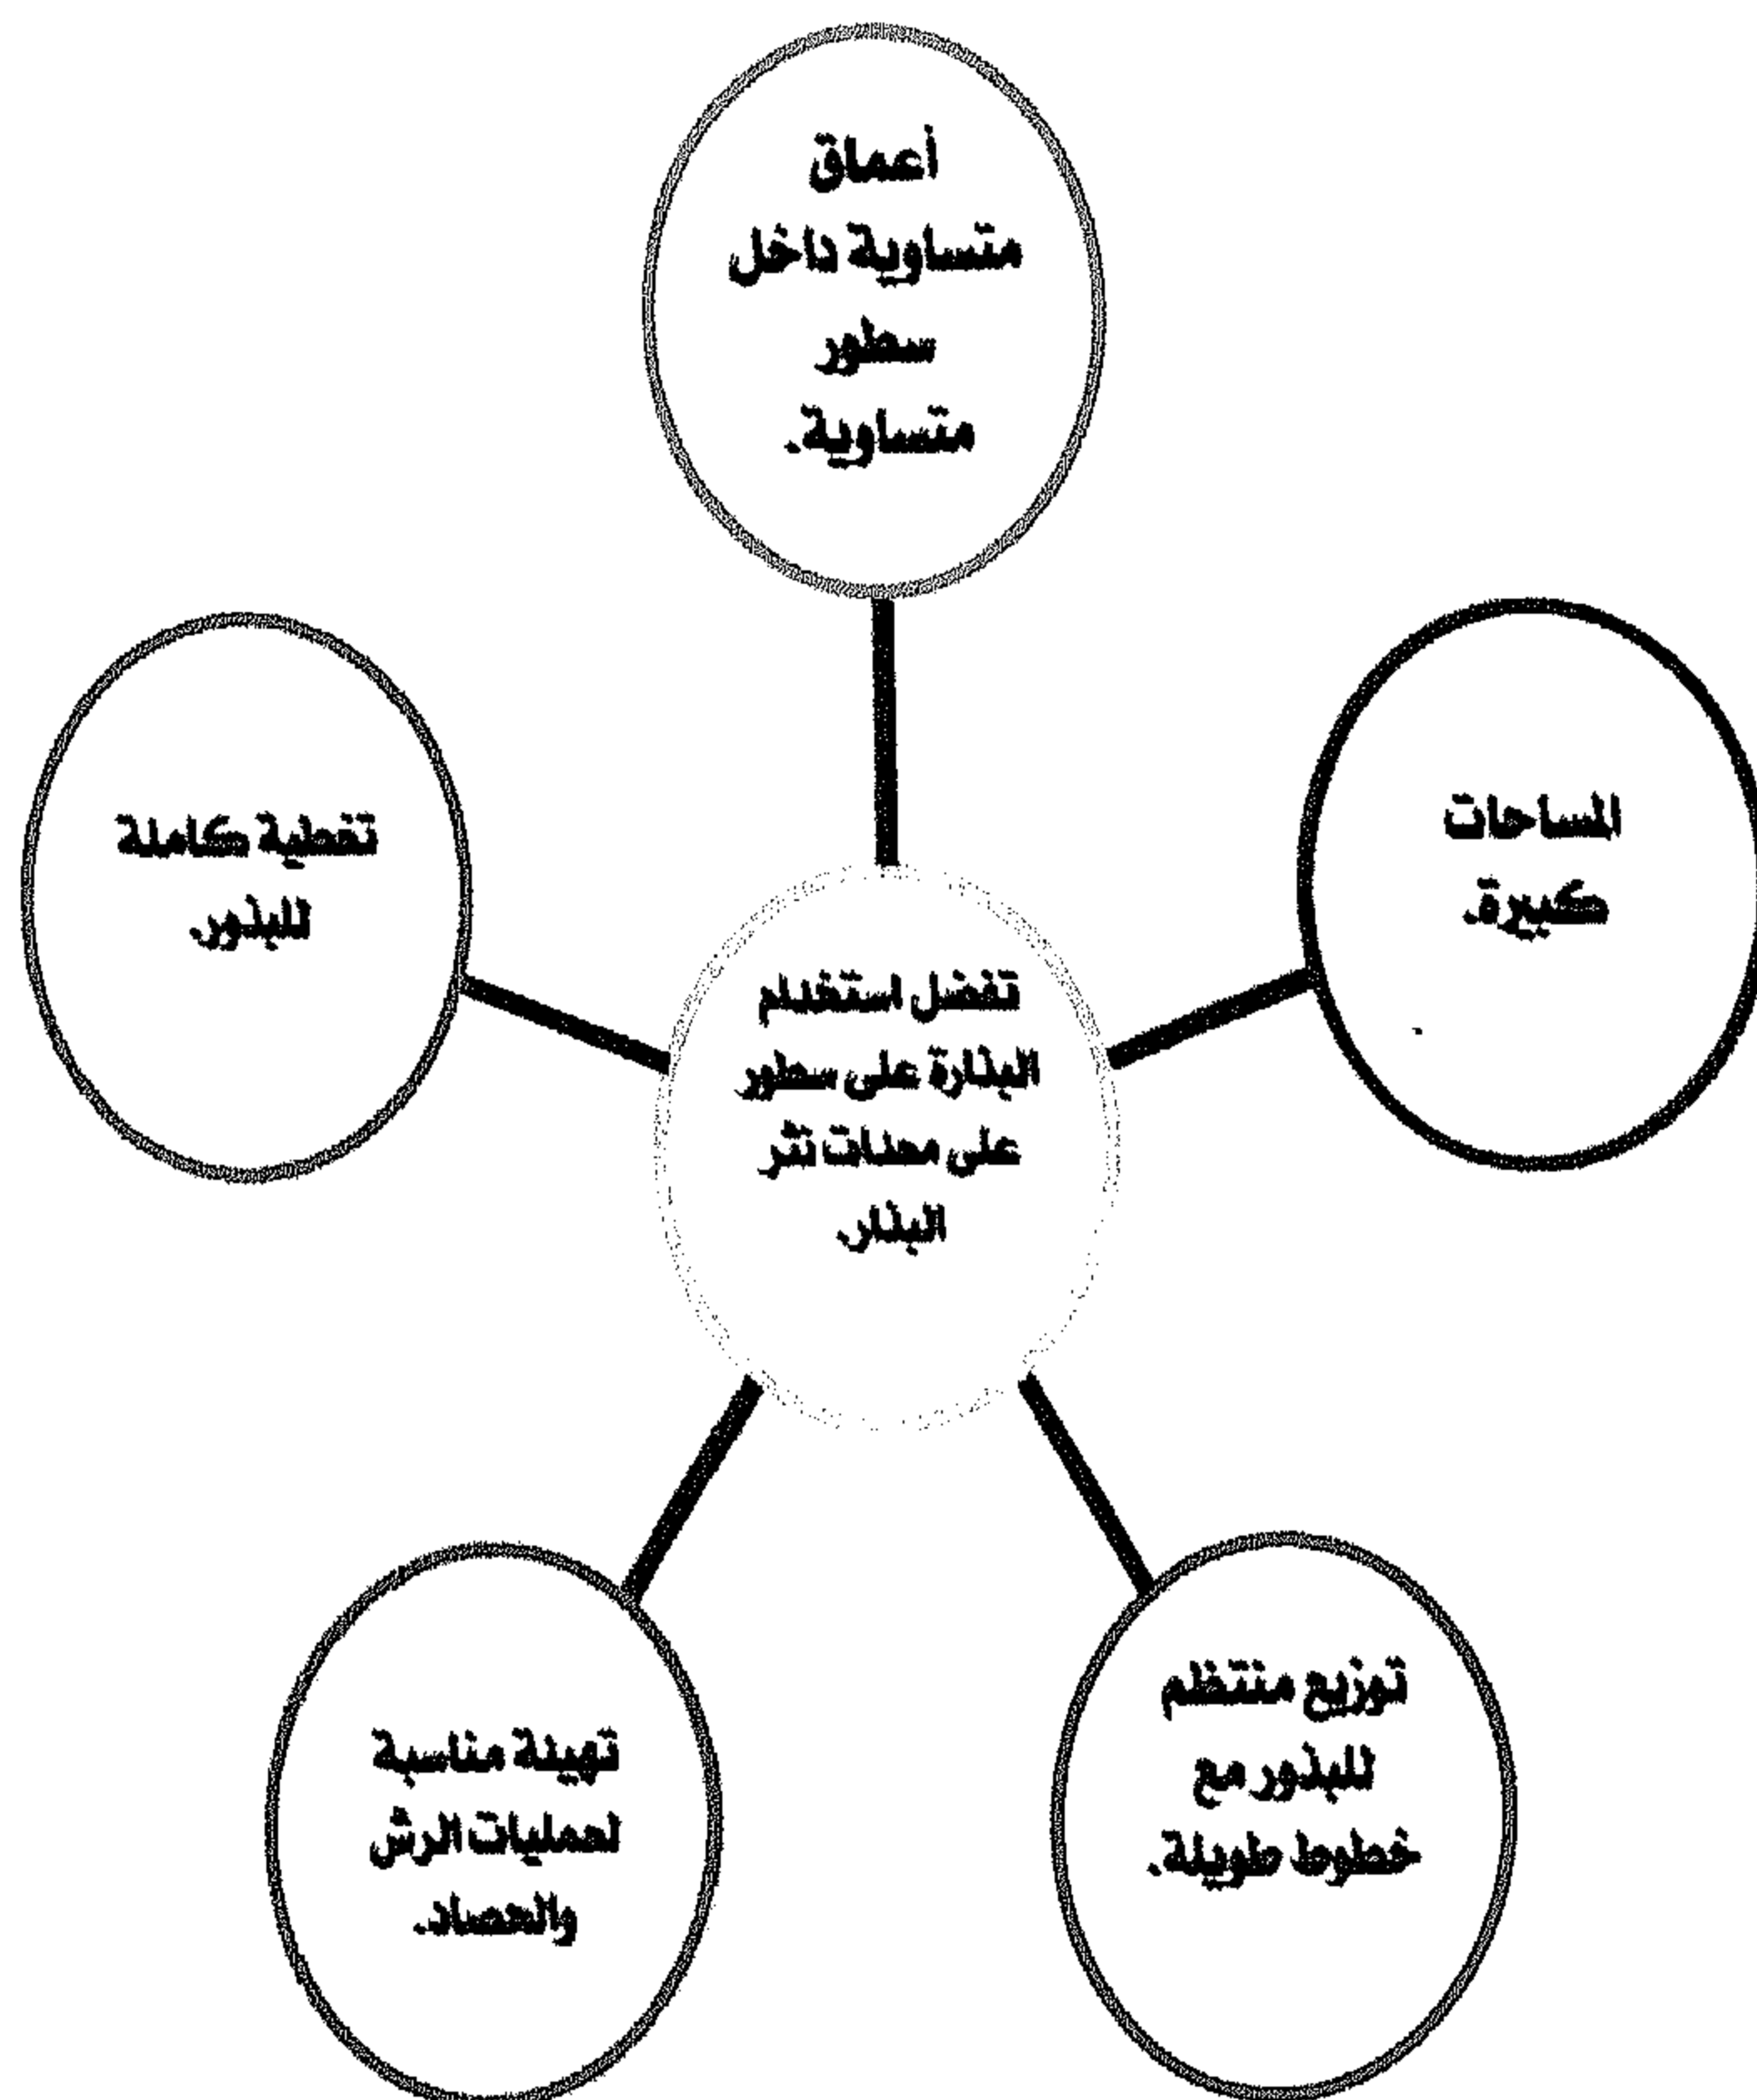 أعماق
متساوية داخل
سطور
متساوية.
المساحات
كبيرة.
توزيع منتظم
للبذور مع
خطوط طويلة.
تهيئة مناسبة
لعمليات الرش
والحصاد.
تغطية كاملة
للبذور.
تفضل استخدام
البذارة على سطور
على معدات نثر
البذار.